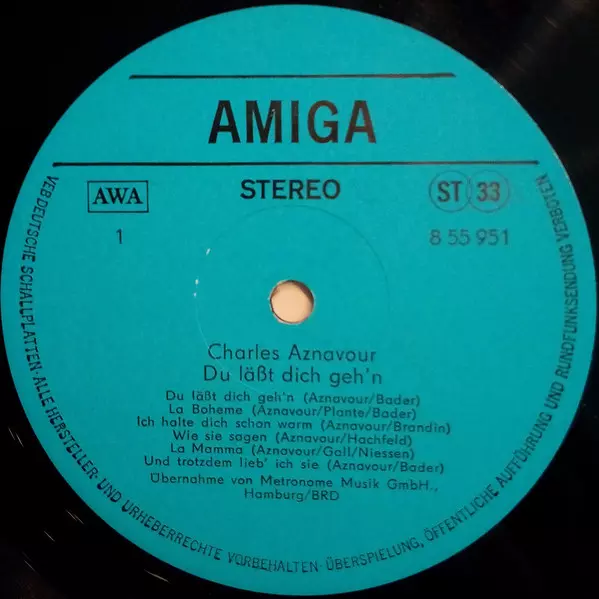 AMIGA
AWA
STEREO
ST 33
1
8 55 951
Charles Aznavour
Du läßt dich geh'n
Du läßt dich geh'n (Aznavour/Bader)
La Boheme (Aznavour/Plante/Bader)
Ich halte dich schon warm (Aznavour/Brandin)
Wie sie sagen (Aznavour/Hachfeld)
La Mamma (Aznavour/Gall/Niessen)
Und trotzdem lieb' ich sie (Aznavour/Bader)
Übernahme von Metronome Musik GmbH.,
Hamburg/BRD
VEB DEUTSCHE SCHALLPLATTEN · ALLE HERSTELLER- UND URHEBERRECHTE VORBEHALTEN · ÜBERSPIELUNG, ÖFFENTLICHE AUFFÜHRUNG UND RUNDFUNKSENDUNG VERBOTEN